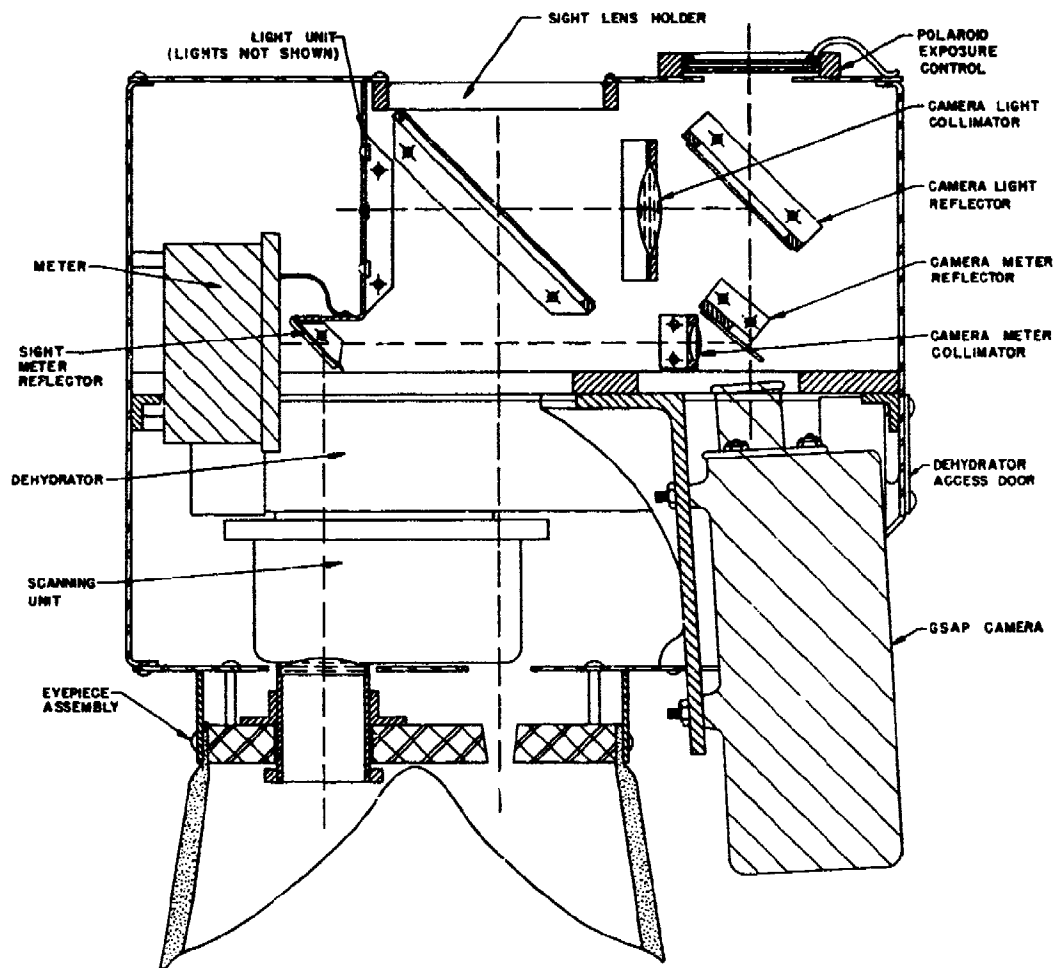 SIGHT LENS HOLDER
LIGHT UNIT
(LIGHTS NOT SHOWN)
POLAROID
EXPOSURE
CONTROL
CAMERA LIGHT
COLLIMATOR
CAMERA LIGHT
REFLECTOR
CAMERA METER
REFLECTOR
CAMERA METER
COLLIMATOR
METER
SIGHT
METER
REFLECTOR
DEHYDRATOR
DEHYDRATOR
ACCESS DOOR
SCANNING
UNIT
GSAP CAMERA
EYEPIECE
ASSEMBLY